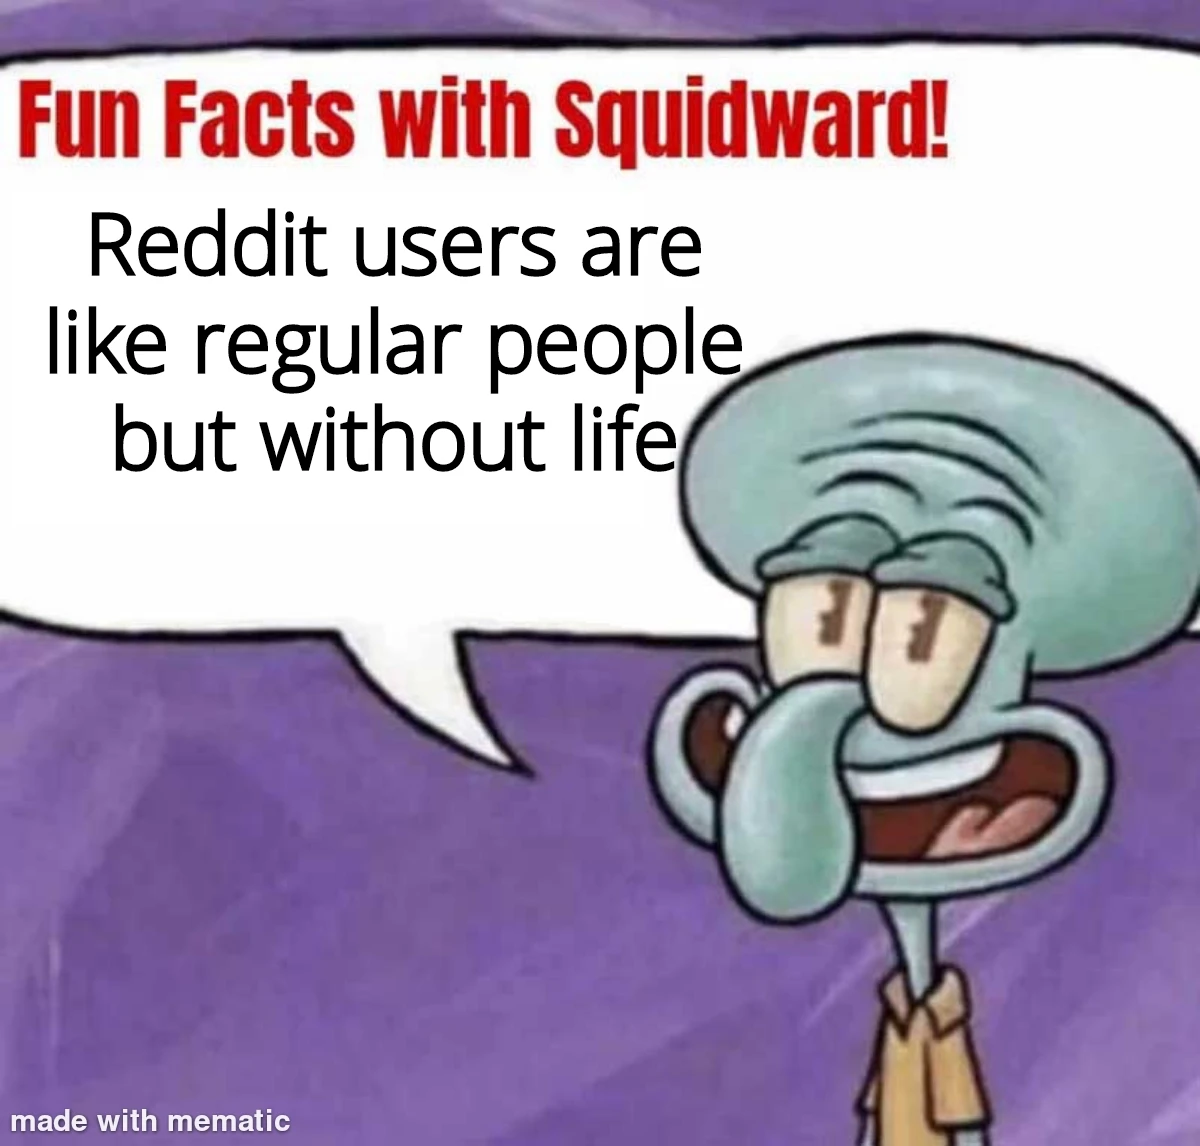 Fun Facts with Squidward!
Reddit users are
like regular people
but without life
made with mematic